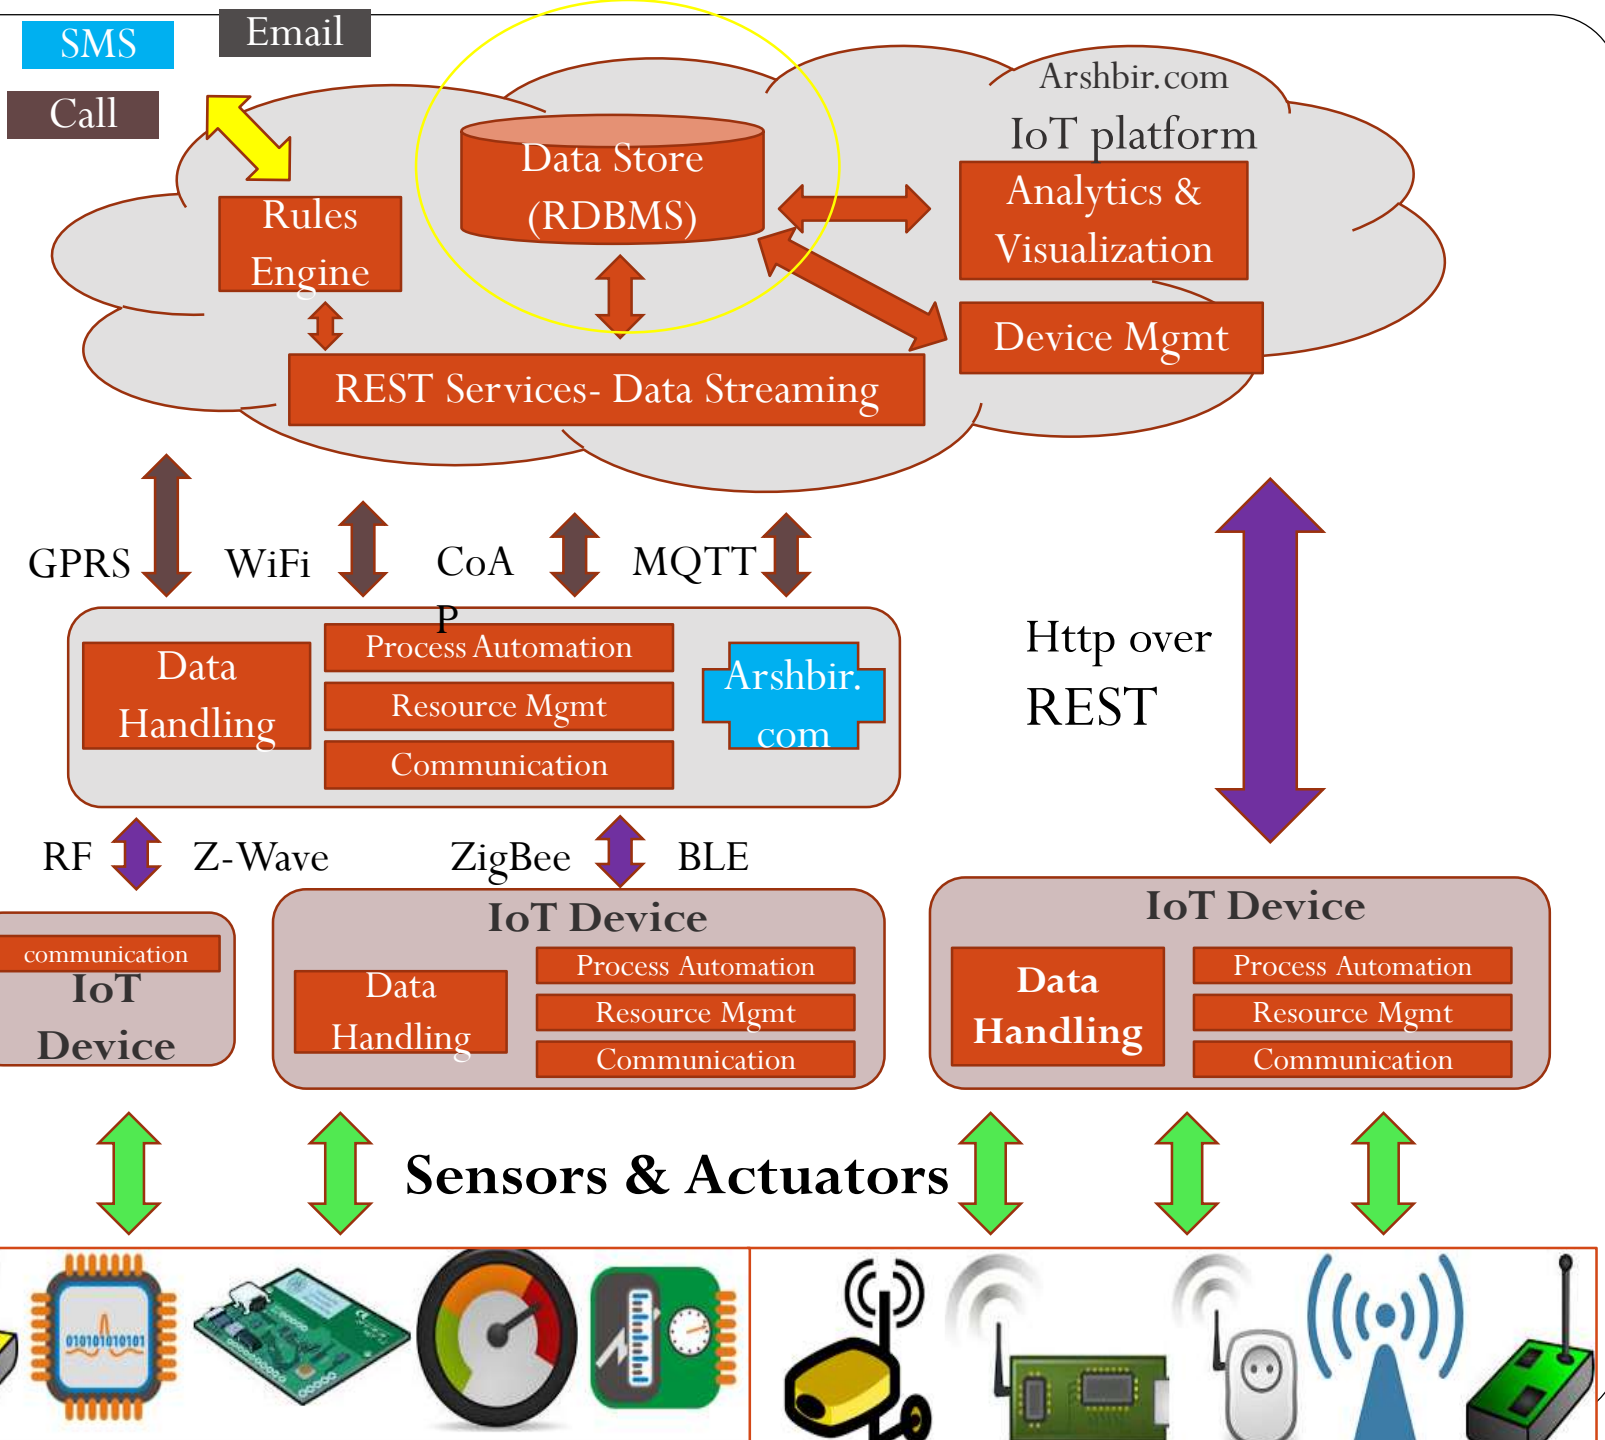 SMS
Email
Call
Arshbir.com
IoT platform
Data Store
(RDBMS)
Rules
Engine
Analytics &
Visualization
Device Mgmt
REST Services- Data Streaming
GPRS
WiFi
CoA
P
MQTT
Http over
REST
Data
Handling
Process Automation
Resource Mgmt
Communication
Arshbir.
com
RF
Z-Wave
ZigBee
BLE
communication
IoT
Device
IoT Device
Data
Handling
Process Automation
Resource Mgmt
Communication
IoT Device
Data
Handling
Process Automation
Resource Mgmt
Communication
Sensors & Actuators
010101010101